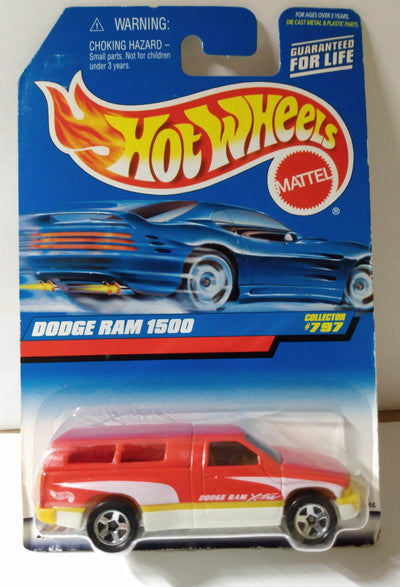 WARNING:
CHOKING HAZARD –
Small parts. Not for children
under 3 years.
FOR AGES OVER 3 YEARS.
DIE CAST METAL & PLASTIC PARTS.
GUARANTEED
FOR LIFE
HOT WHEELS
MATTEL
®
DODGE RAM 1500
COLLECTOR
#797
DODGE RAM